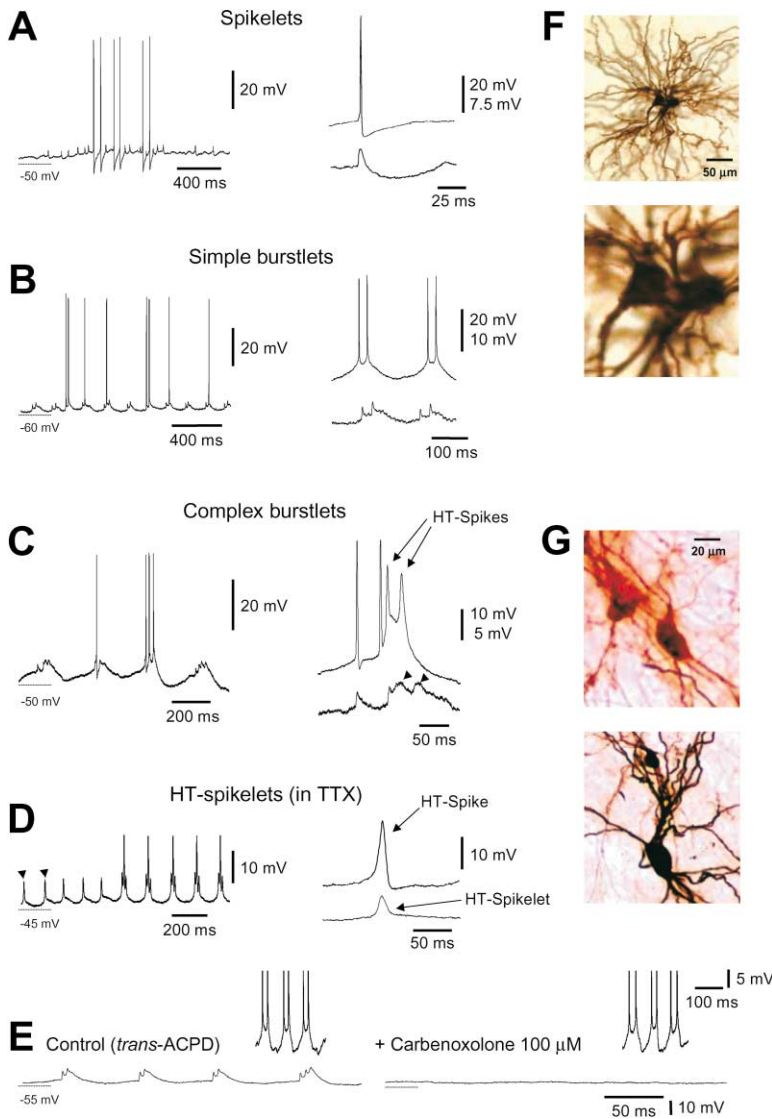 A
Spikelets
20 mV
-50 mV
400 ms
20 mV
7.5 mV
25 ms
F
50 µm
B
Simple burstlets
20 mV
-60 mV
400 ms
20 mV
10 mV
100 ms
C
Complex burstlets
20 mV
-50 mV
200 ms
HT-Spikes
10 mV
5 mV
50 ms
G
20 µm
D
HT-spikelets (in TTX)
10 mV
-45 mV
200 ms
HT-Spike
10 mV
HT-Spikelet
50 ms
E
Control (trans-ACPD)
-55 mV
+ Carbenoxolone 100 µM
5 mV
100 ms
50 ms
10 mV